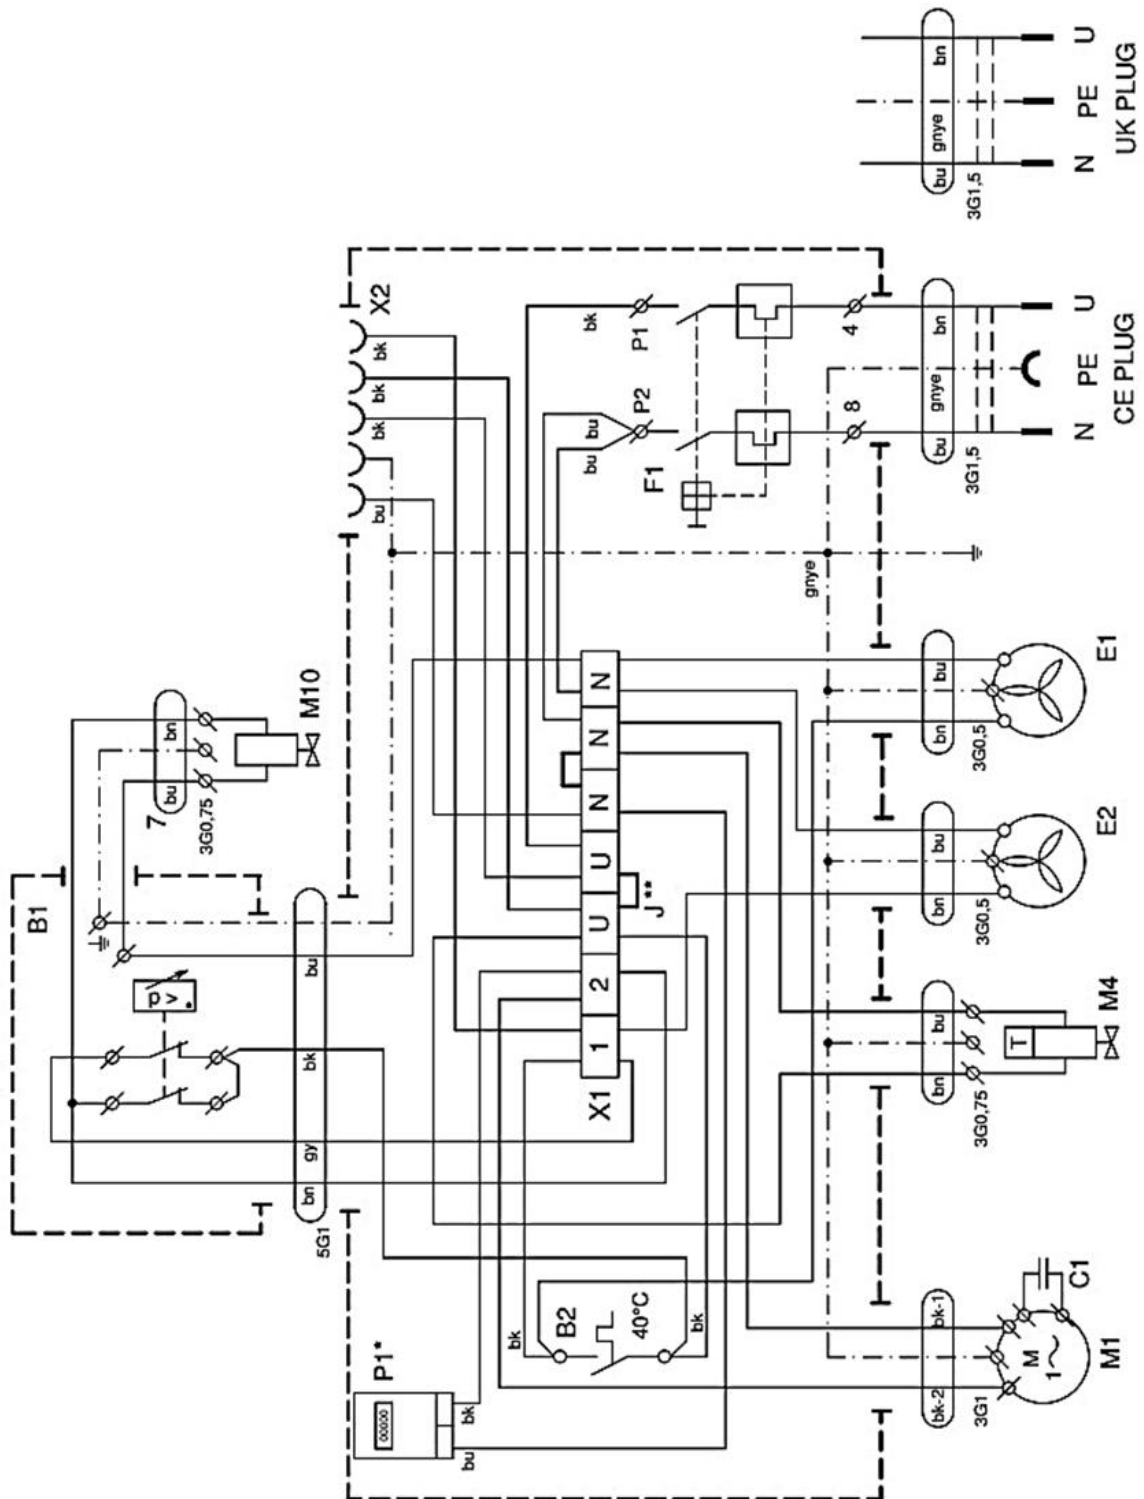 B1
7
p v
bu bn
3G0,75
bn gy bk bu
M10
5G1
P1*
00000
bu bk bk bk
X2
bu bk
bk
B2
bu bu bk
X1 1 2 U U N N N
40°C
J**
F1 P2 P1
bk
gnye
8 4
bk-2 bk-1
bn bu
bn bu
bn bu
bu gnye bn
bu gnye bn
3G1
3G0,75
3G0,5
3G0,5
3G1,5
3G1,5
M
1~
T
C1
M1
M4
E2
E1
N PE U
CE PLUG
N PE U
UK PLUG